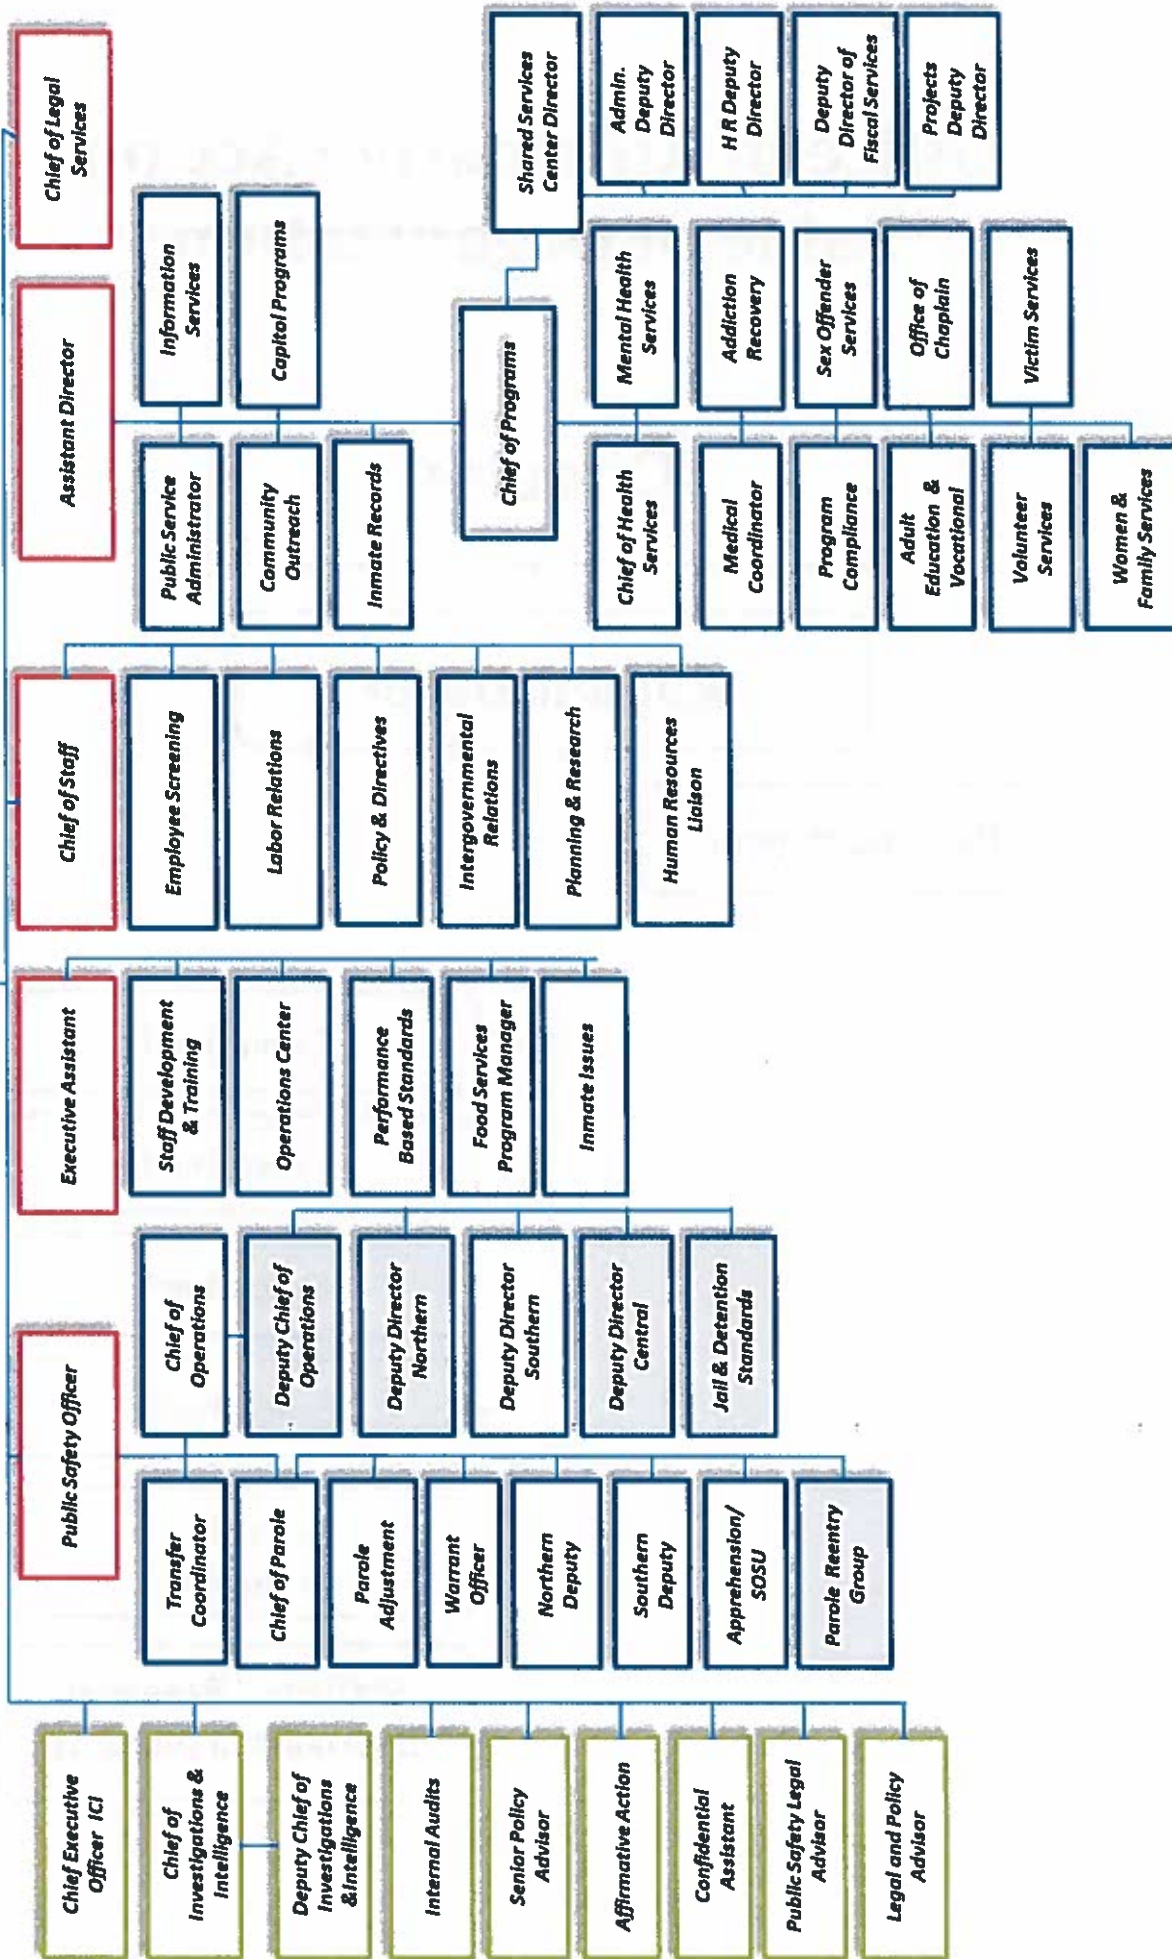 Chief Executive
Officer ICI
Chief of
Investigations &
Intelligence
Deputy Chief of
Investigations
&Intelligence
Internal Audits
Senior Policy
Advisor
Affirmative Action
Confidential
Assistant
Public Safety Legal
Advisor
Legal and Policy
Advisor
Public Safety Officer
Transfer
Coordinator
Chief of Parole
Parole
Adjustment
Warrant
Officer
Northern
Deputy
Southern
Deputy
Apprehension/
SOSU
Parole Reentry
Group
Chief of
Operations
Deputy Chief of
Operations
Deputy Director
Northern
Deputy Director
Southern
Deputy Director
Central
Jail & Detention
Standards
Executive Assistant
Staff Development
& Training
Operations Center
Performance
Based Standards
Food Services
Program Manager
Inmate Issues
Chief of Staff
Employee Screening
Labor Relations
Policy & Directives
Intergovernmental
Relations
Planning & Research
Human Resources
Liaison
Assistant Director
Public Service
Administrator
Information
Services
Community
Outreach
Capitol Programs
Inmate Records
Chief of Programs
Chief of Health
Services
Mental Health
Services
Medical
Coordinator
Addiction
Recovery
Program
Compliance
Sex Offender
Services
Adult
Education &
Vocational
Office of
Chaplain
Volunteer
Services
Victim Services
Women &
Family Services
Shared Services
Center Director
Admin.
Deputy
Director
H R Deputy
Director
Deputy
Director of
Fiscal Services
Projects
Deputy
Director
Chief of Legal
Services